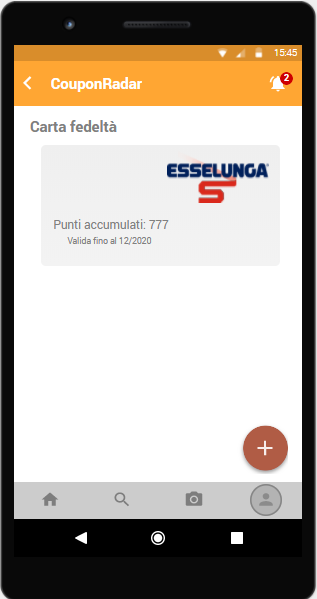 15:45
CouponRadar
2
Carta fedeltà
ESSELUNGA®
S
Punti accumulati: 777
Valida fino al 12/2020